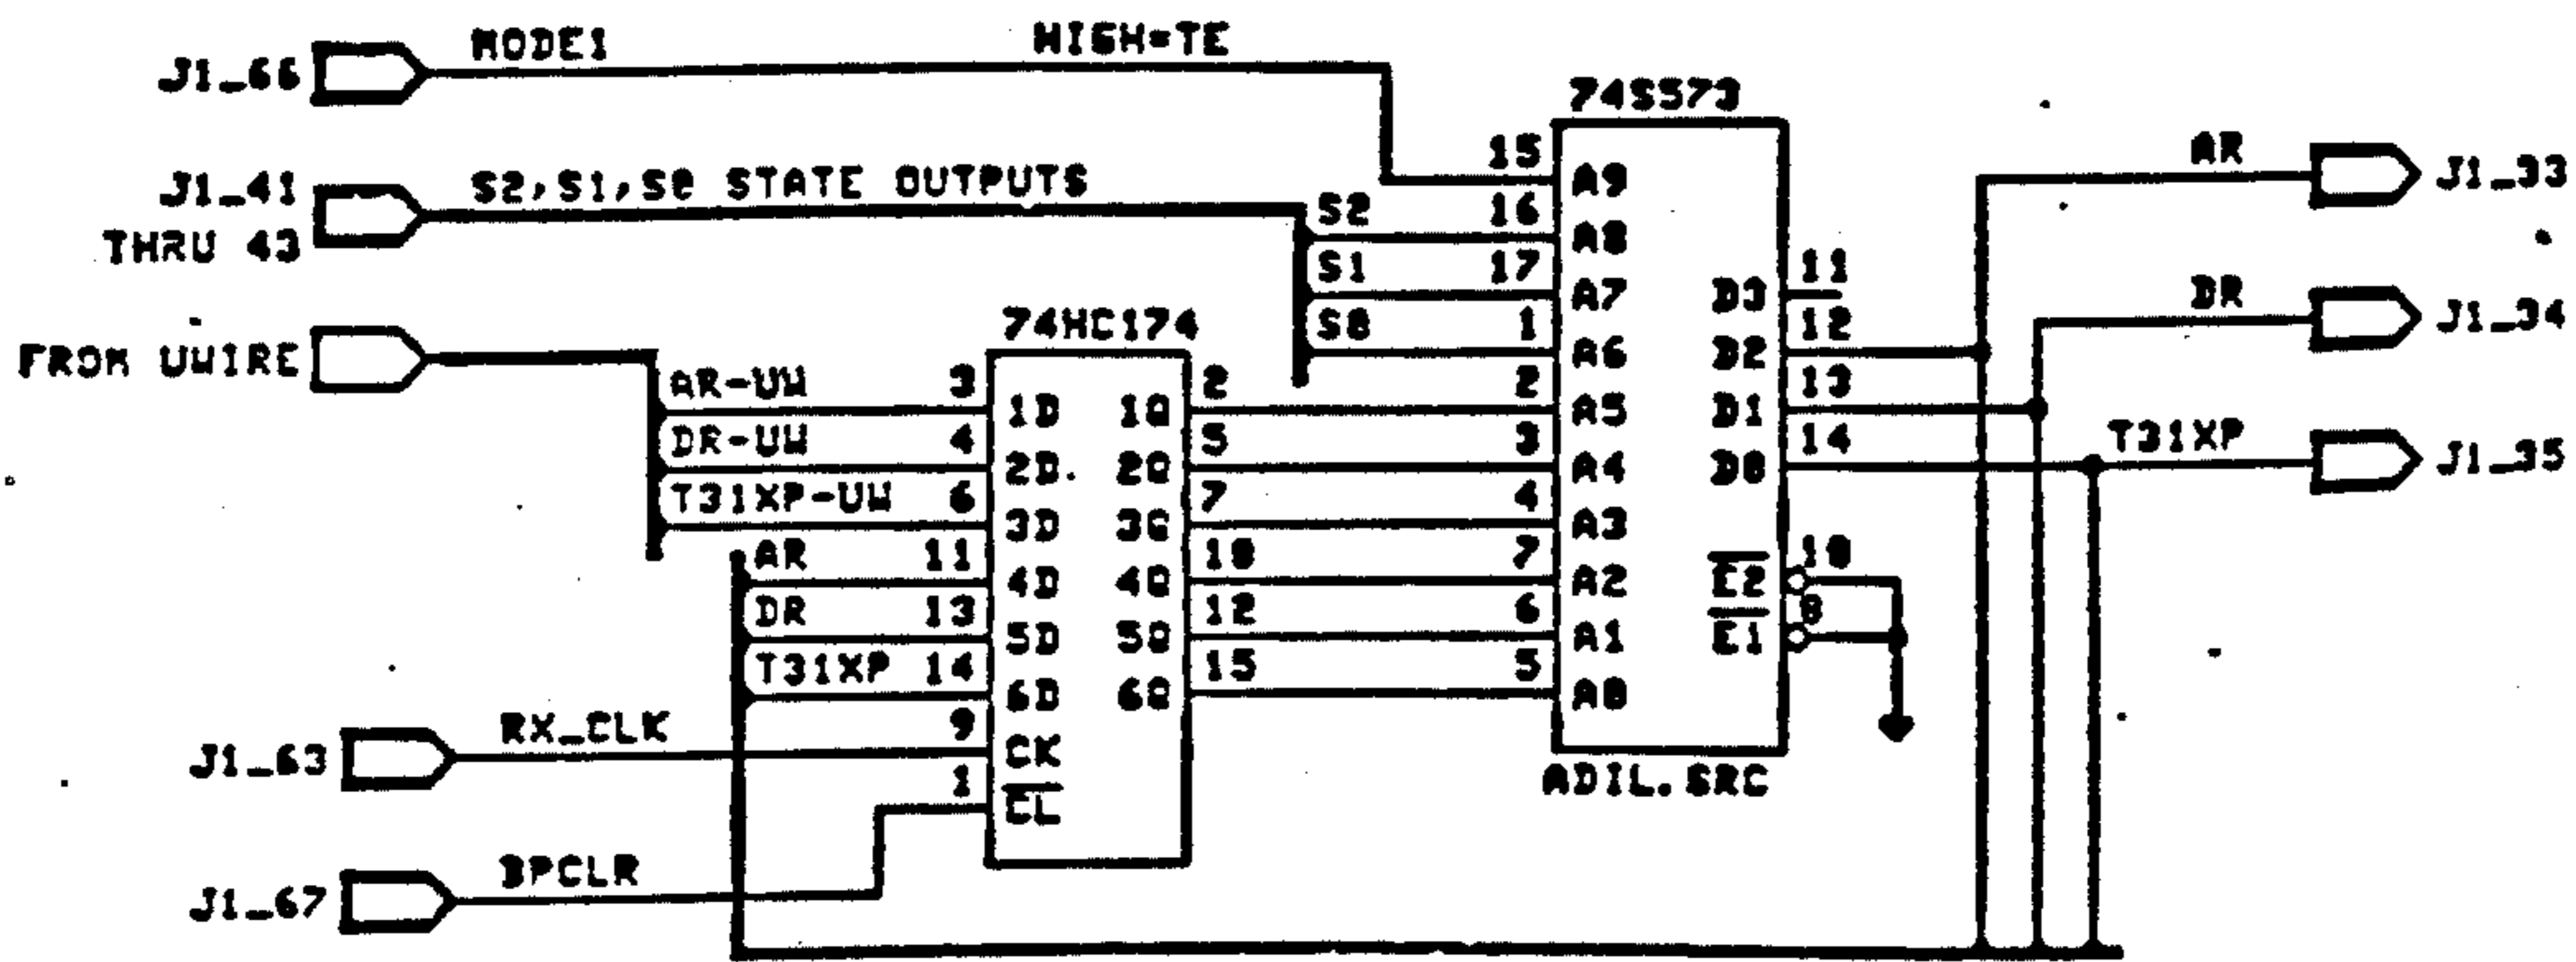 J1_66 MODE1 HIGH=TE
74S573
J1_41 S2,S1,S0 STATE OUTPUTS
THRU 43
FROM UWIRE
74HC174
AR-UW 3 1D 1Q 2
DR-UW 4 2D 2Q 5
T31XP-UW 6 3D 3Q 7
AR 11 4D 4Q 10
DR 13 5D 5Q 12
T31XP 14 6D 6Q 15
J1_63 RX_CLK 9 CK
J1_67 BPCLR 1 CL
15 A9
S2 16 A8
S1 17 A7
S0 1 A6
2 A5
3 A4
4 A3
7 A2
6 A1
5 A0
D3 11
D2 12
D1 13
D0 14
E2 10
E1 8
ADIL.SRC
AR J1_33
DR J1_34
T31XP J1_35